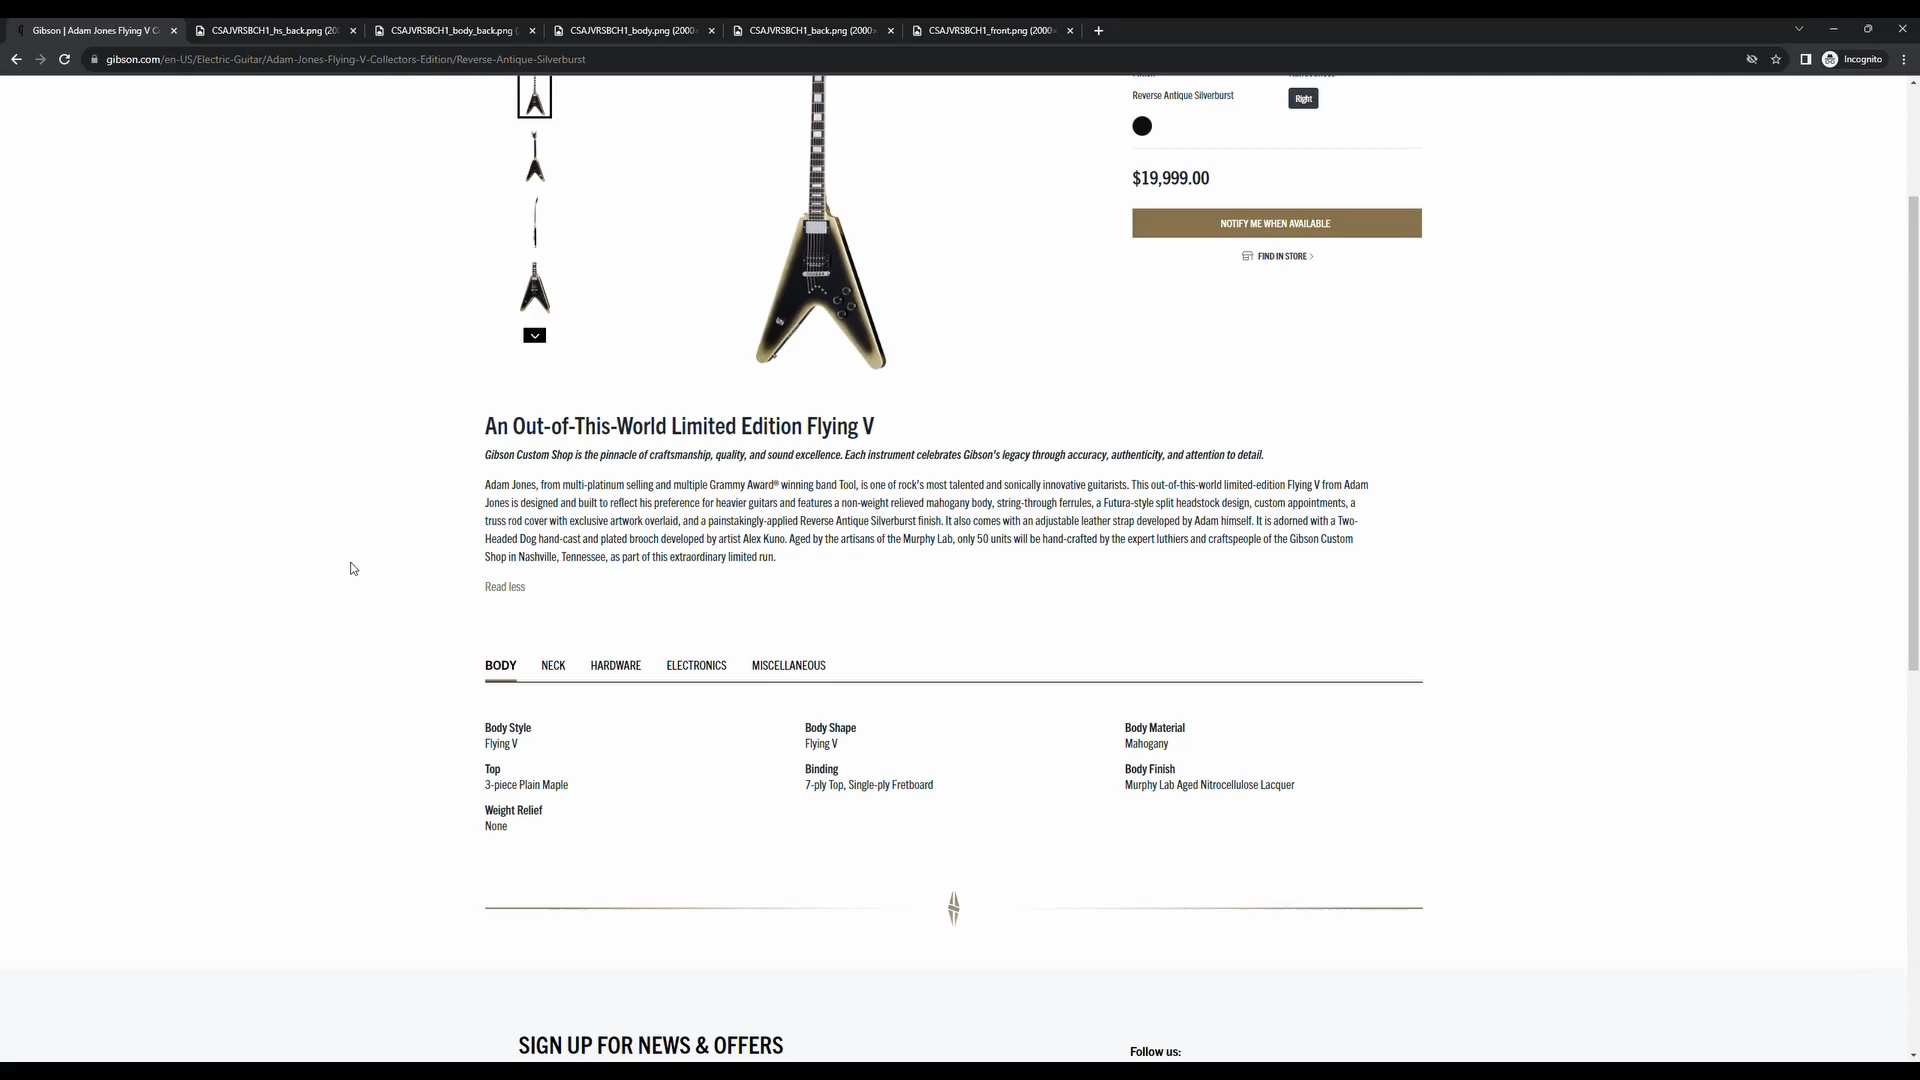 Gibson | Adam Jones Flying V C
CSAJVRSBCH1_hs_back.png (20
CSAJVRSBCH1_body_back.png
CSAJVRSBCH1_body.png (2000
CSAJVRSBCH1_back.png (2000
CSAJVRSBCH1_front.png (2000
gibson.com/en-US/Electric-Guitar/Adam-Jones-Flying-V-Collectors-Edition/Reverse-Antique-Silverburst
Incognito
Reverse Antique Silverburst
Right
$19,999.00
NOTIFY ME WHEN AVAILABLE
FIND IN STORE >
An Out-of-This-World Limited Edition Flying V
Gibson Custom Shop is the pinnacle of craftsmanship, quality, and sound excellence. Each instrument celebrates Gibson's legacy through accuracy, authenticity, and attention to detail.
Adam Jones, from multi-platinum selling and multiple Grammy Award® winning band Tool, is one of rock's most talented and sonically innovative guitarists. This out-of-this-world limited-edition Flying V from Adam
Jones is designed and built to reflect his preference for heavier guitars and features a non-weight relieved mahogany body, string-through ferrules, a Futura-style split headstock design, custom appointments, a
truss rod cover with exclusive artwork overlaid, and a painstakingly-applied Reverse Antique Silverburst finish. It also comes with an adjustable leather strap developed by Adam himself. It is adorned with a Two-
Headed Dog hand-cast and plated brooch developed by artist Alex Kuno. Aged by the artisans of the Murphy Lab, only 50 units will be hand-crafted by the expert luthiers and craftspeople of the Gibson Custom
Shop in Nashville, Tennessee, as part of this extraordinary limited run.
Read less
BODY NECK HARDWARE ELECTRONICS MISCELLANEOUS
Body Style Body Shape Body Material
Flying V Flying V Mahogany
Top Binding Body Finish
3-piece Plain Maple 7-ply Top, Single-ply Fretboard Murphy Lab Aged Nitrocellulose Lacquer
Weight Relief
None
SIGN UP FOR NEWS & OFFERS
Follow us: